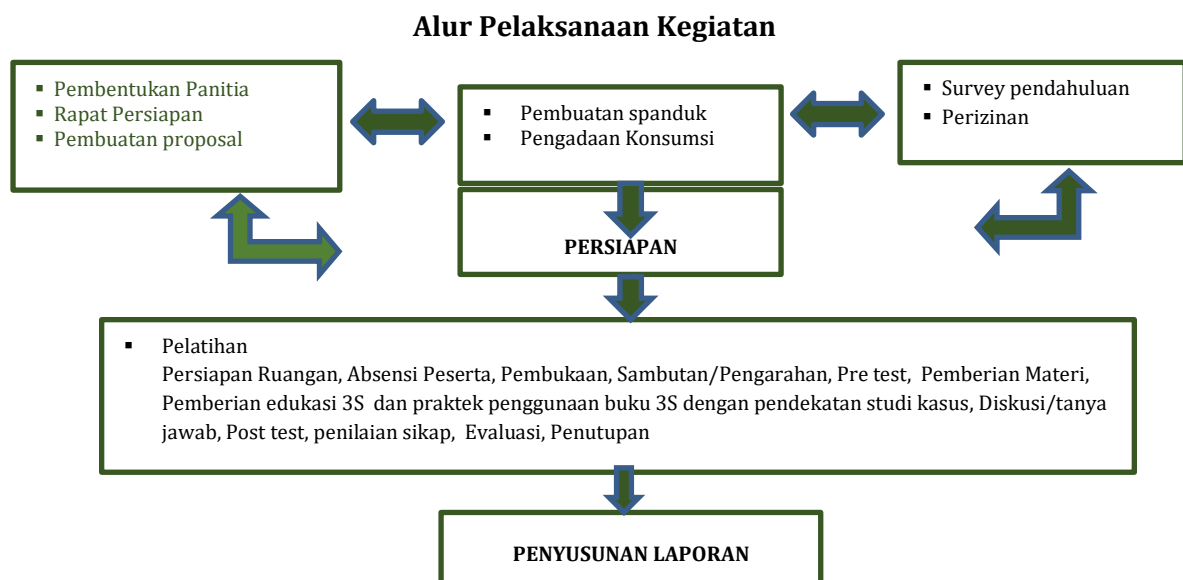 Alur Pelaksanaan Kegiatan
▪ Pembentukan Panitia
▪ Rapat Persiapan
▪ Pembuatan proposal
▪ Pembuatan spanduk
▪ Pengadaan Konsumsi
▪ Survey pendahuluan
▪ Perizinan
PERSIAPAN
▪ Pelatihan
Persiapan Ruangan, Absensi Peserta, Pembukaan, Sambutan/Pengarahan, Pre test, Pemberian Materi,
Pemberian edukasi 3S dan praktek penggunaan buku 3S dengan pendekatan studi kasus, Diskusi/tanya
jawab, Post test, penilaian sikap, Evaluasi, Penutupan
PENYUSUNAN LAPORAN